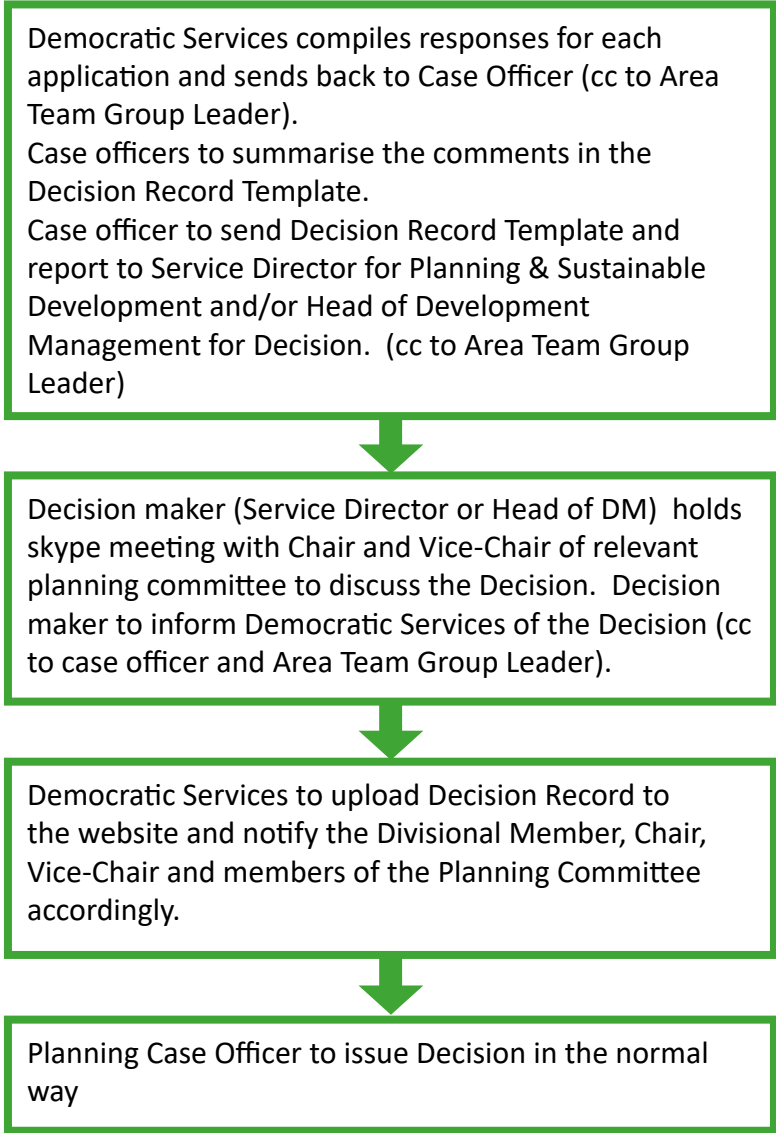 Democratic Services compiles responses for each
application and sends back to Case Officer (cc to Area
Team Group Leader).
Case officers to summarise the comments in the
Decision Record Template.
Case officer to send Decision Record Template and
report to Service Director for Planning & Sustainable
Development and/or Head of Development
Management for Decision.  (cc to Area Team Group
Leader)
Decision maker (Service Director or Head of DM)  holds
skype meeting with Chair and Vice-Chair of relevant
planning committee to discuss the Decision.  Decision
maker to inform Democratic Services of the Decision (cc
to case officer and Area Team Group Leader).
Democratic Services to upload Decision Record to
the website and notify the Divisional Member, Chair,
Vice-Chair and members of the Planning Committee
accordingly.
Planning Case Officer to issue Decision in the normal
way